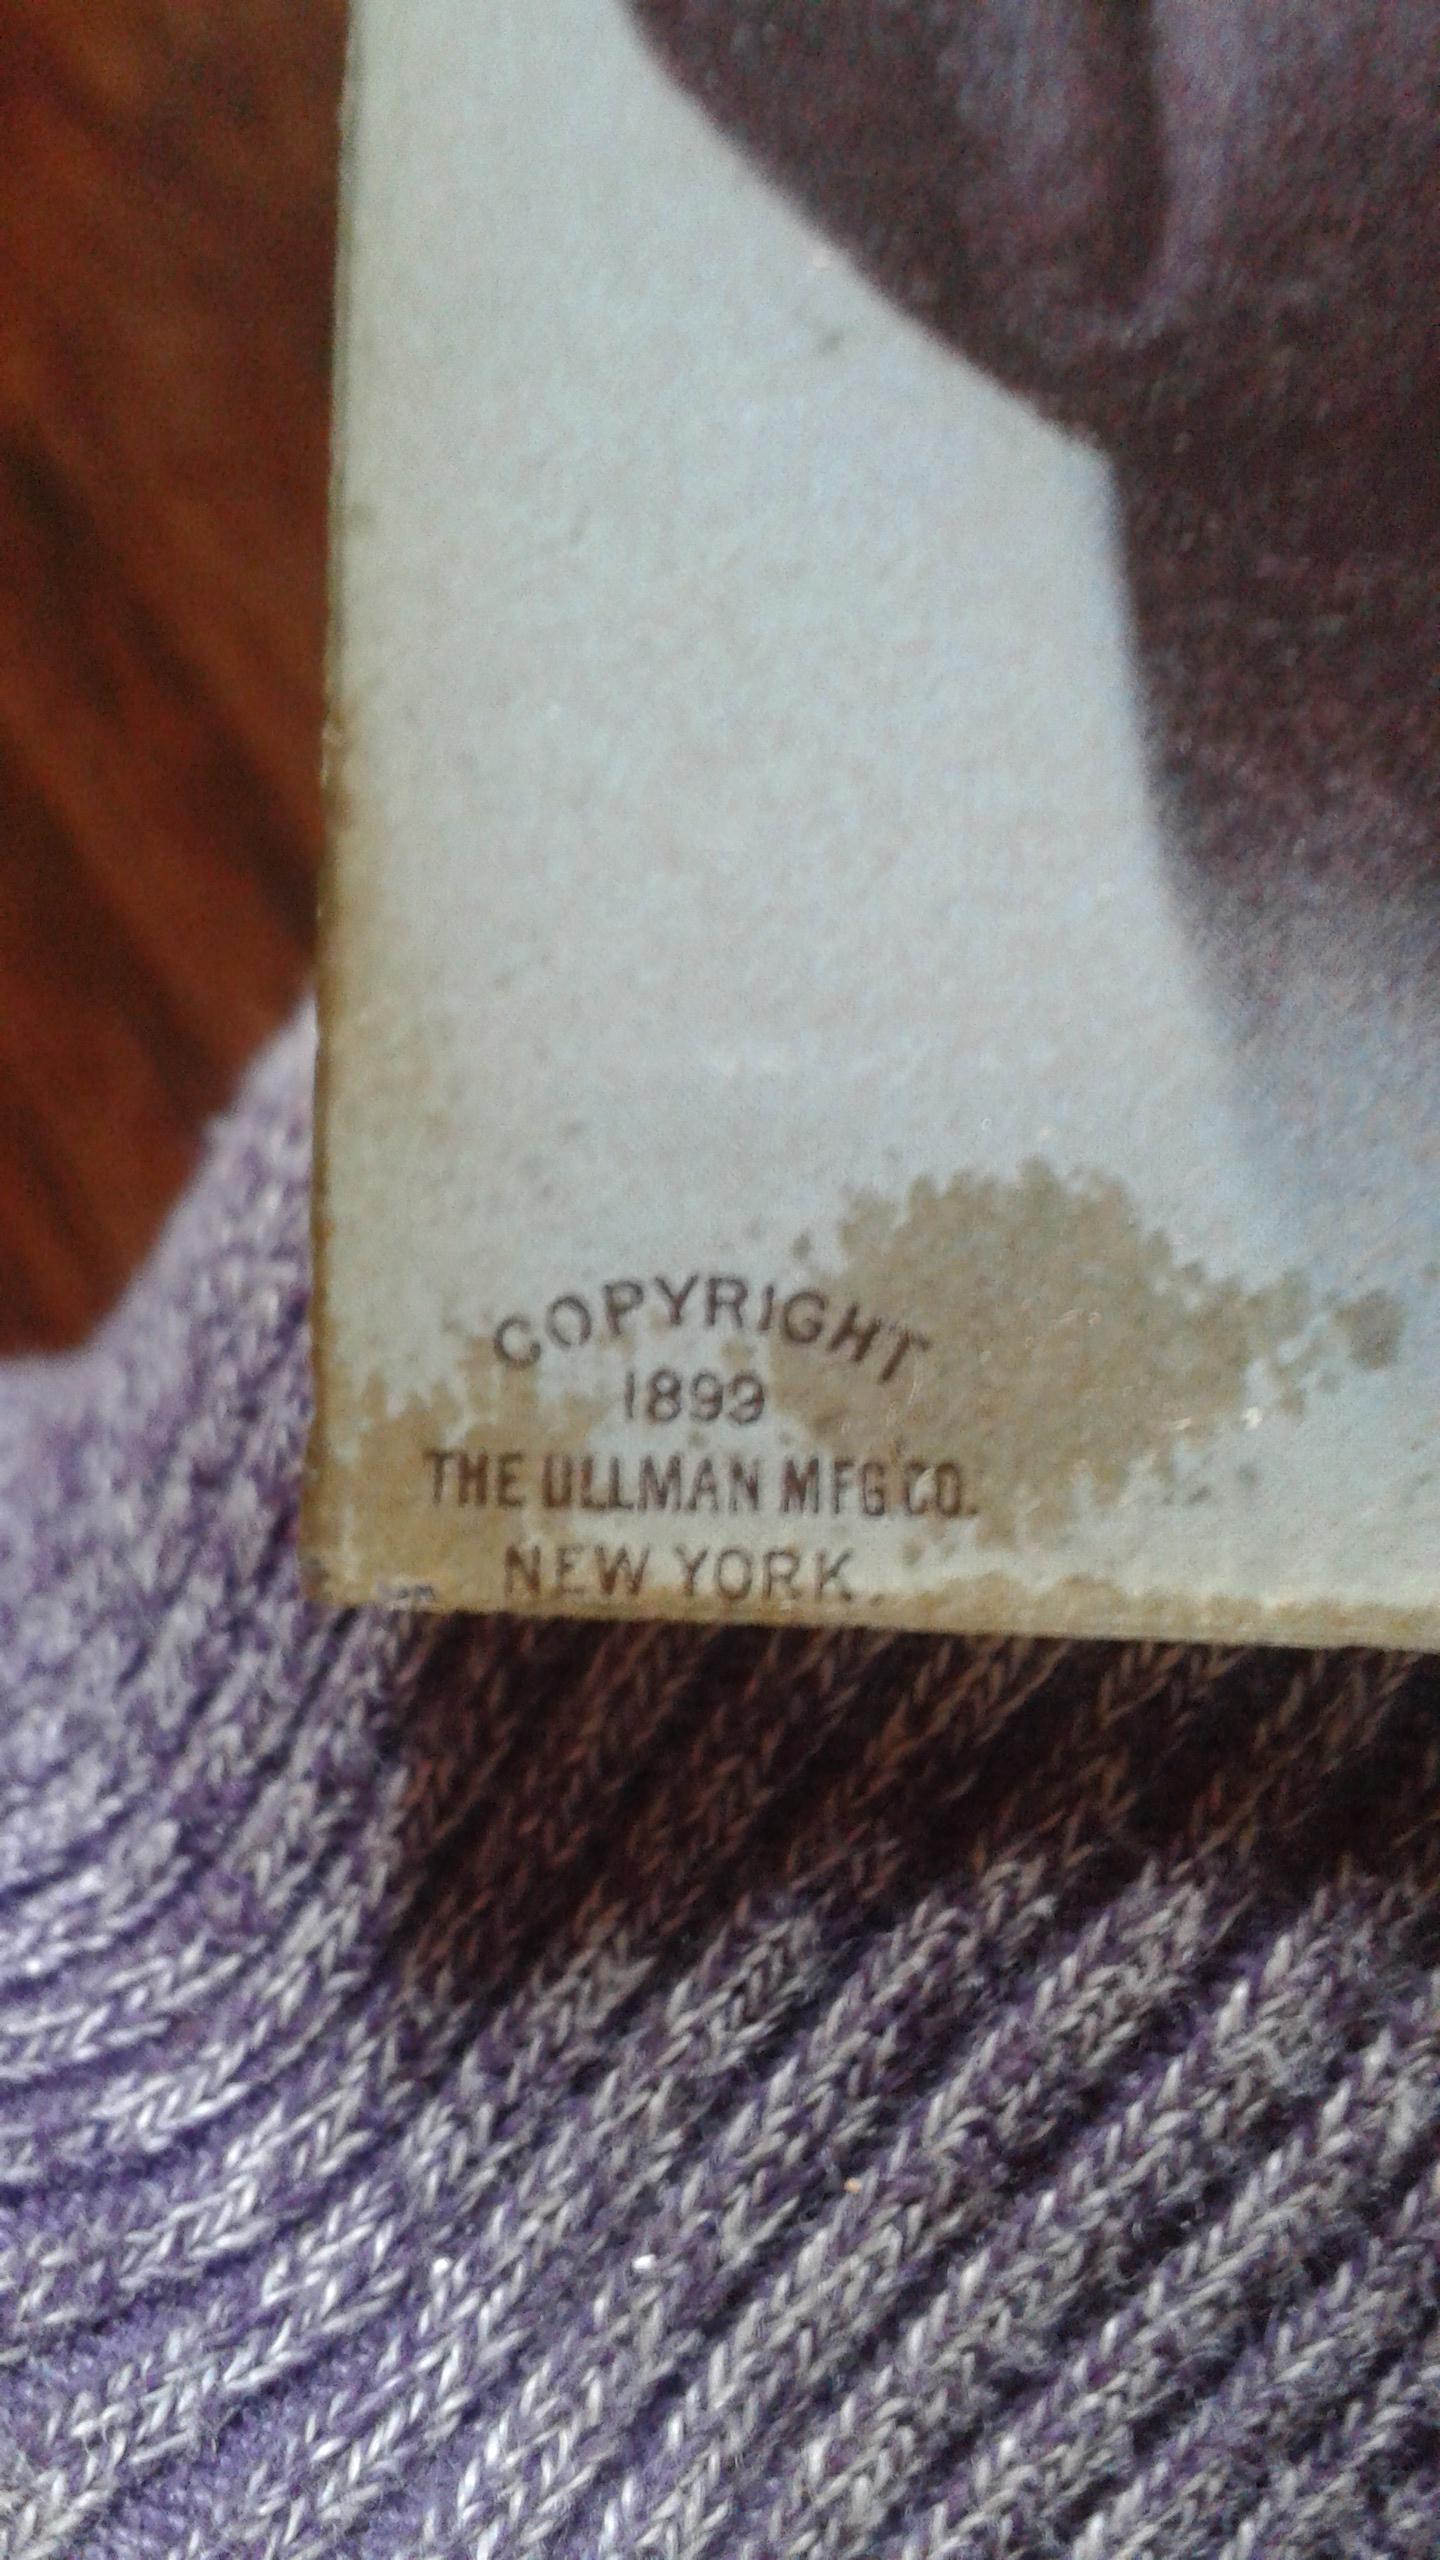 COPYRIGHT
1899
THE ULLMAN MFG CO.
NEW YORK.